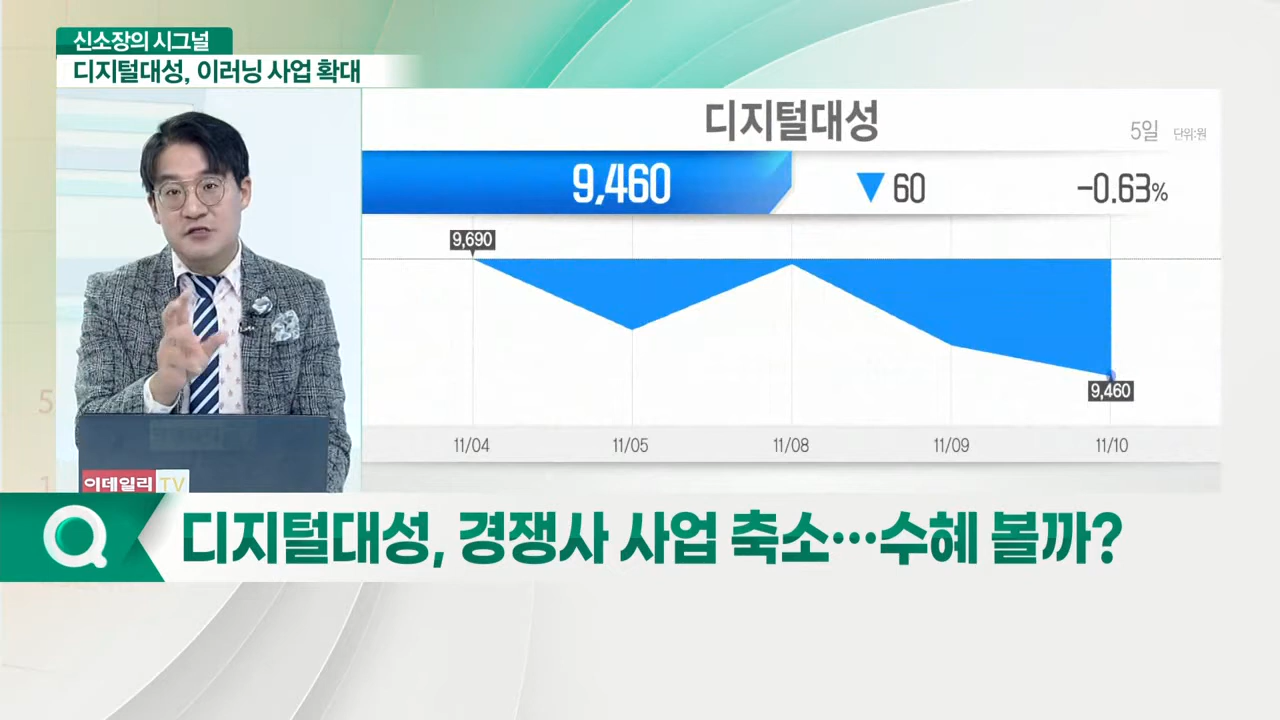 신소장의 시그널
디지털대성, 이러닝 사업 확대
디지털대성
5일 단위:원
9,460 ▼ 60 -0.63%
9,690
9,460
11/04 11/05 11/08 11/09 11/10
5
1
이데일리 TV
디지털대성, 경쟁사 사업 축소…수혜 볼까?